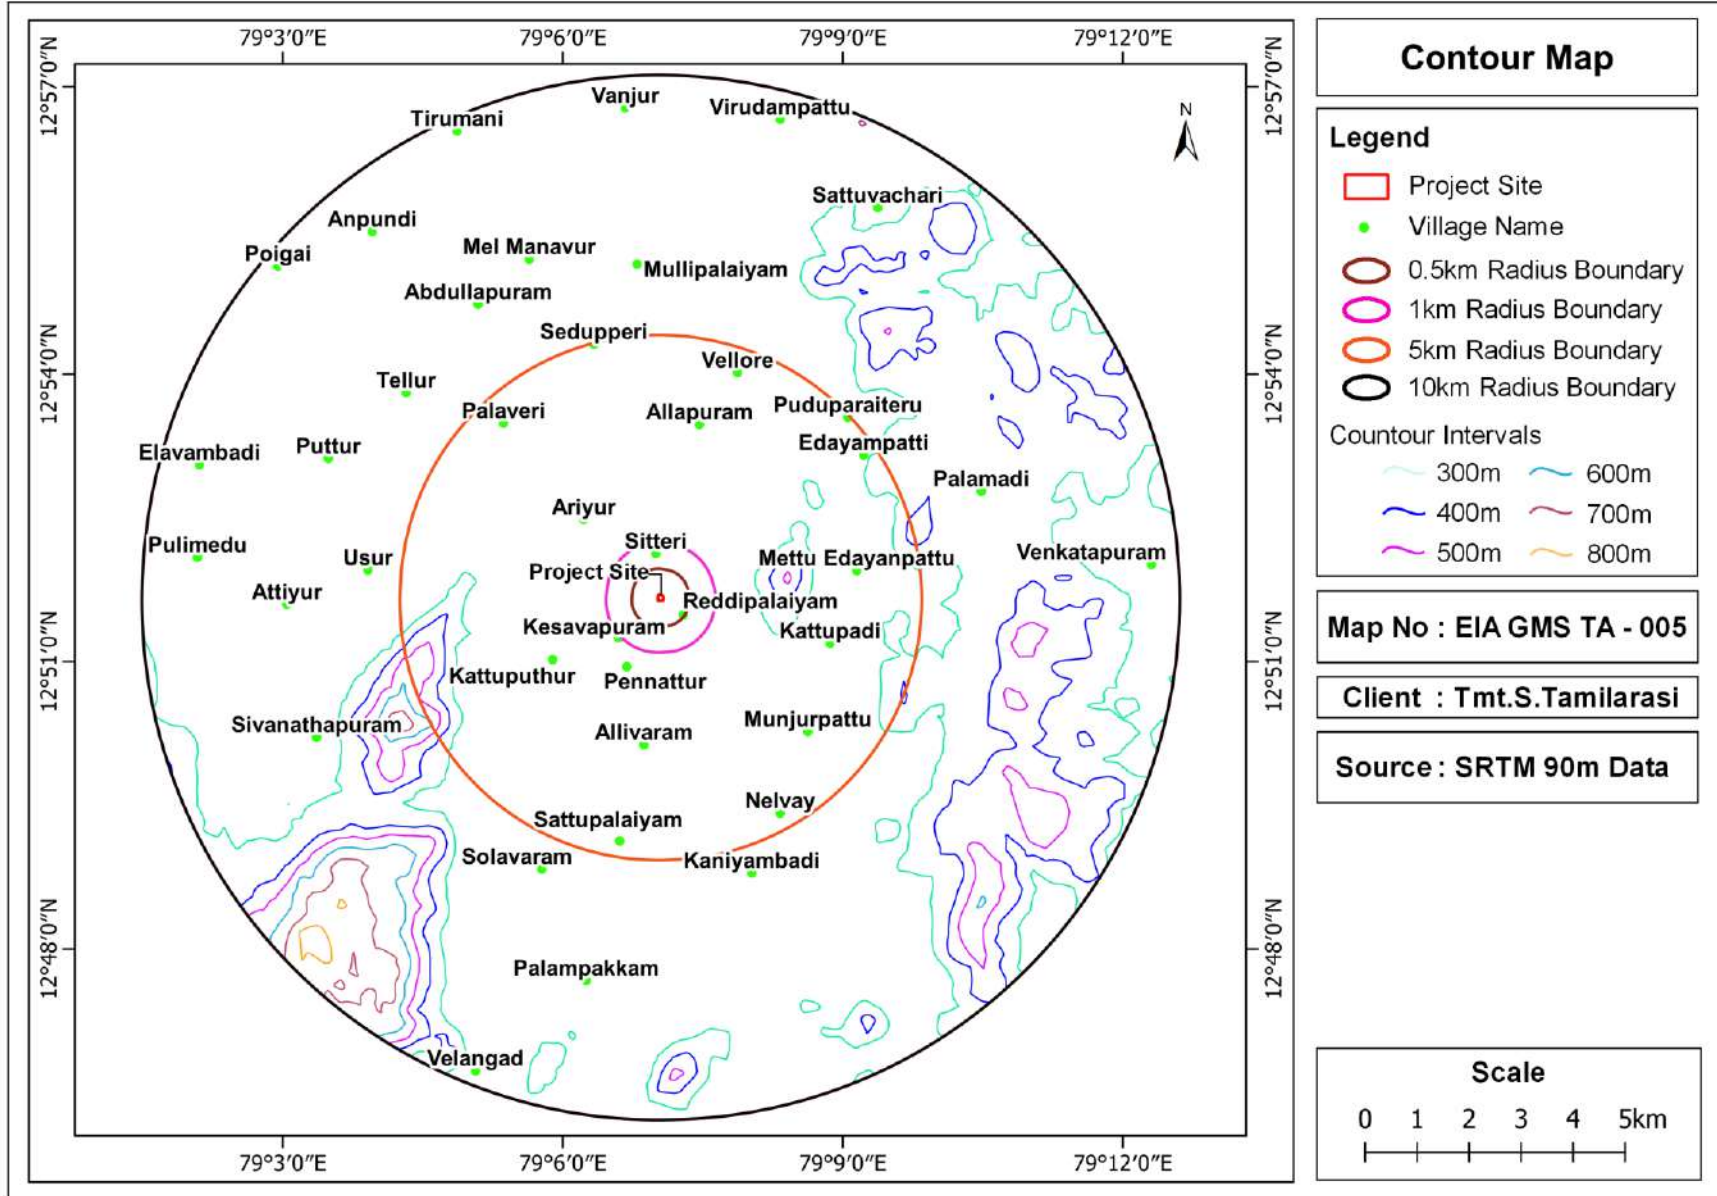 79°3'0"E 79°6'0"E 79°9'0"E 79°12'0"E
12°57'0"N
12°54'0"N
12°51'0"N
12°48'0"N
12°57'0"N
12°54'0"N
12°51'0"N
12°48'0"N
N
Vanjur
Tirumani
Virudampattu
Sattuvachari
Anpundi
Poigai
Mel Manavur
Mullipalaiyam
Abdullapuram
Sedupperi
Vellore
Tellur
Palaveri
Allapuram
Puduparaiteru
Edayampatti
Elavambadi
Puttur
Palamadi
Ariyur
Sitteri
Pulimedu
Usur
Mettu Edayanpattu
Venkatapuram
Project Site
Attiyur
Reddipalaiyam
Kesavapuram
Kattupadi
Kattuputhur
Pennattur
Sivanathapuram
Allivaram
Munjurpattu
Nelvay
Sattupalaiyam
Solavaram
Kaniyambadi
Palampakkam
Velangad
79°3'0"E 79°6'0"E 79°9'0"E 79°12'0"E
Contour Map
Legend
Project Site
Village Name
0.5km Radius Boundary
1km Radius Boundary
5km Radius Boundary
10km Radius Boundary
Countour Intervals
300m 600m
400m 700m
500m 800m
Map No : EIA GMS TA - 005
Client : Tmt.S.Tamilarasi
Source : SRTM 90m Data
Scale
0 1 2 3 4 5km